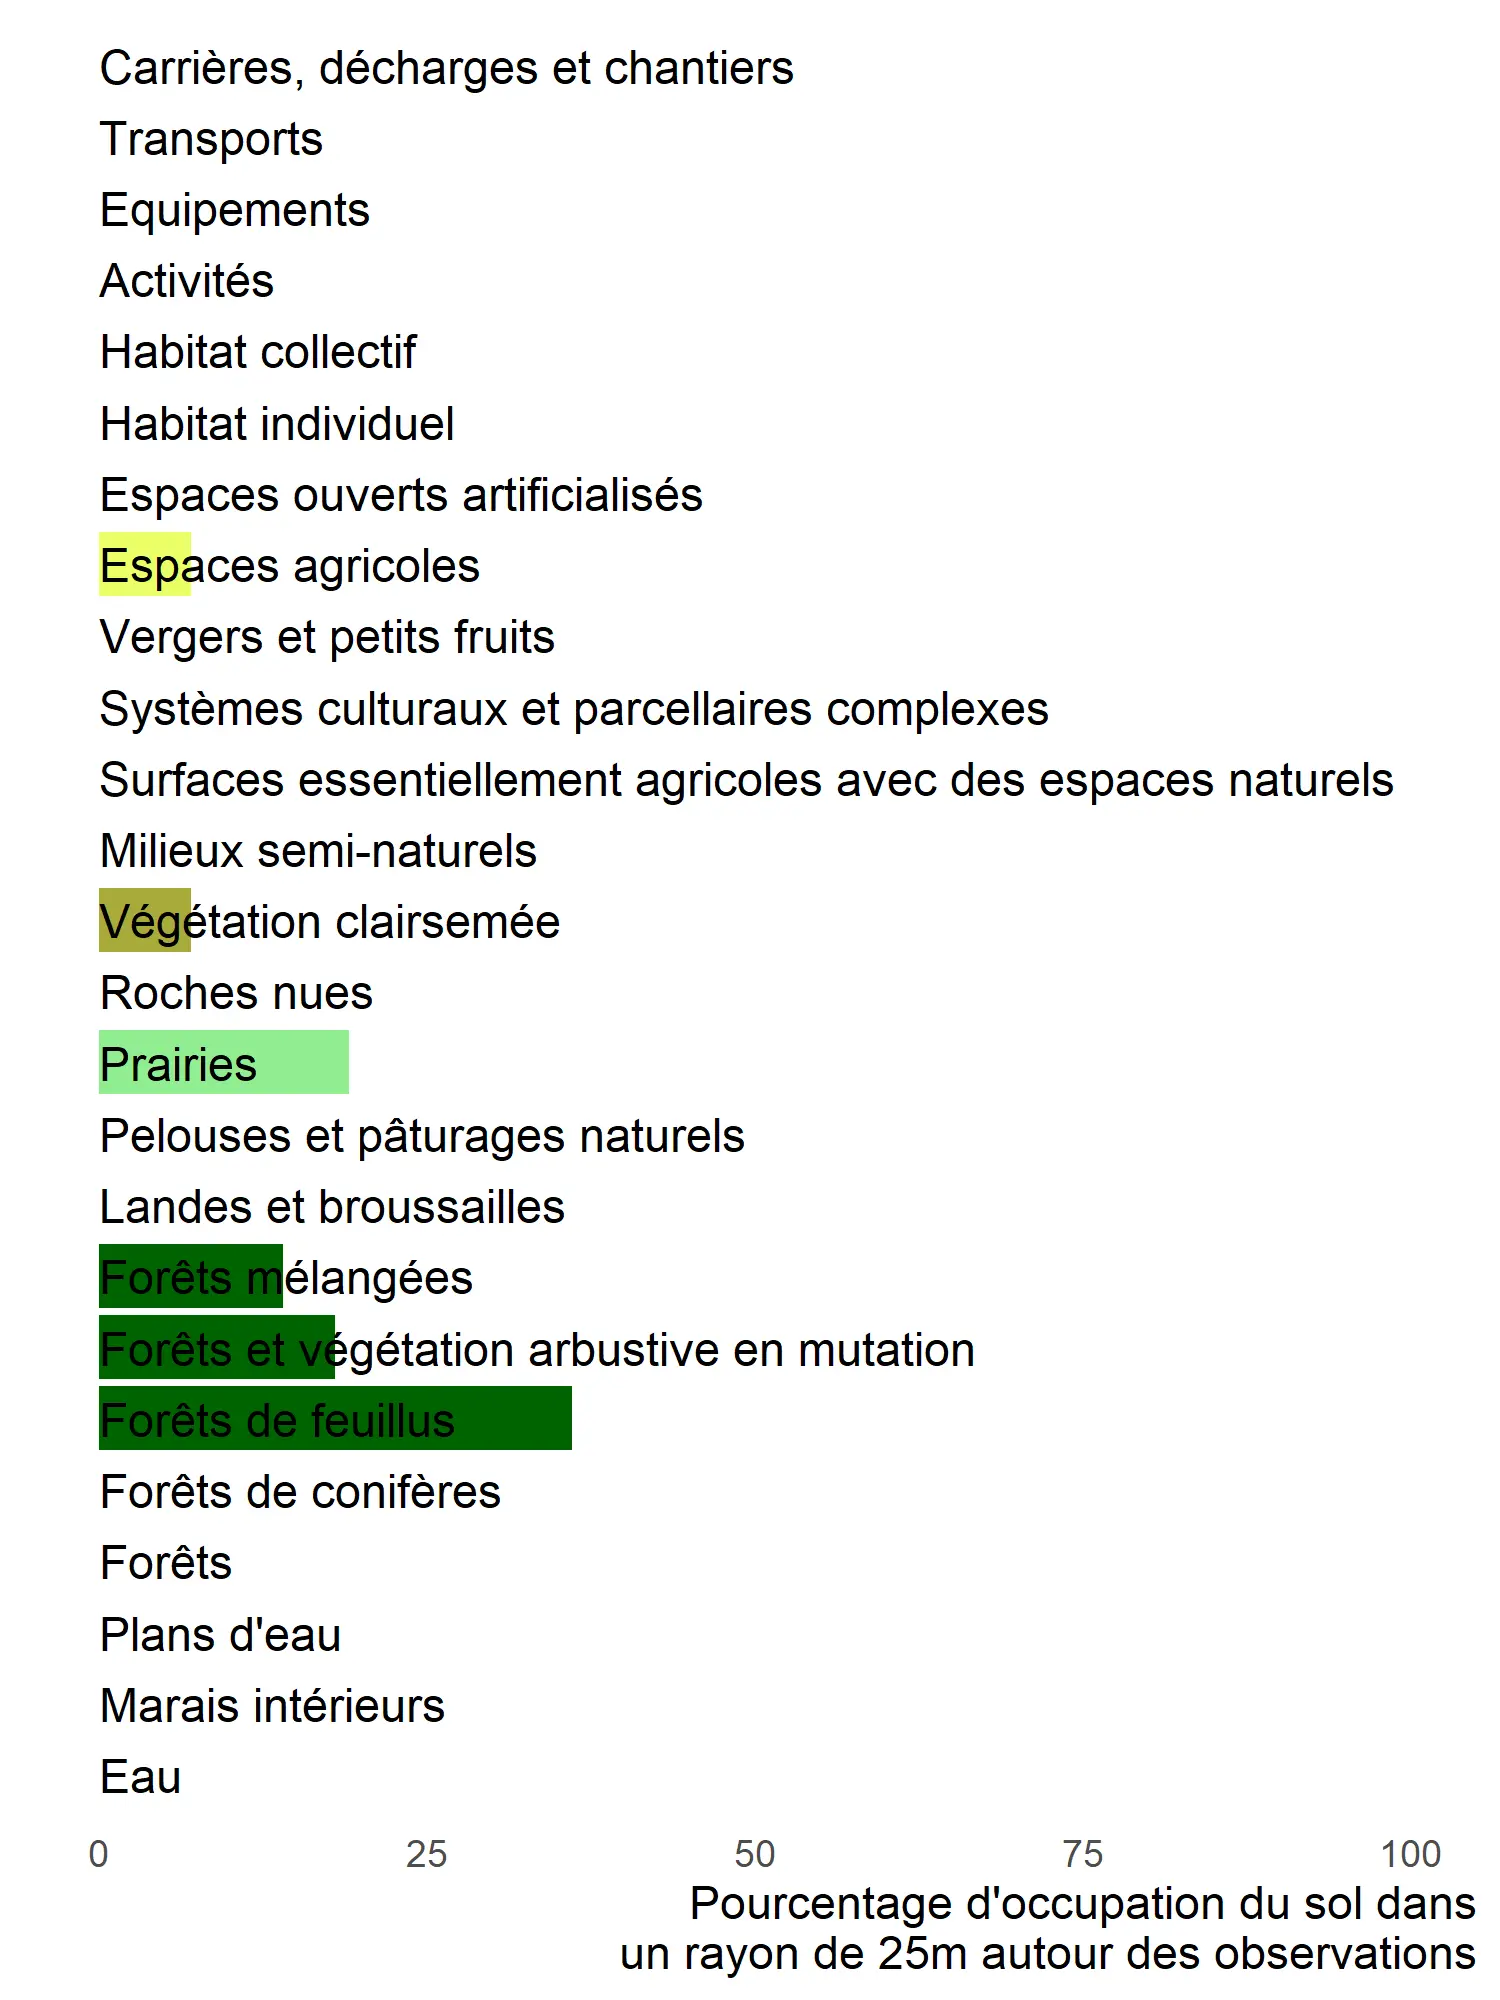 Carrières, décharges et chantiers
Transports
Equipements
Activités
Habitat collectif
Habitat individuel
Espaces ouverts artificialisés
Espaces agricoles
Vergers et petits fruits
Systèmes culturaux et parcellaires complexes
Surfaces essentiellement agricoles avec des espaces naturels
Milieux semi-naturels
Végétation clairsemée
Roches nues
Prairies
Pelouses et pâturages naturels
Landes et broussailles
Forêts mélangées
Forêts et végétation arbustive en mutation
Forêts de feuillus
Forêts de conifères
Forêts
Plans d'eau
Marais intérieurs
Eau
0 25 50 75 100
Pourcentage d'occupation du sol dans
un rayon de 25m autour des observations